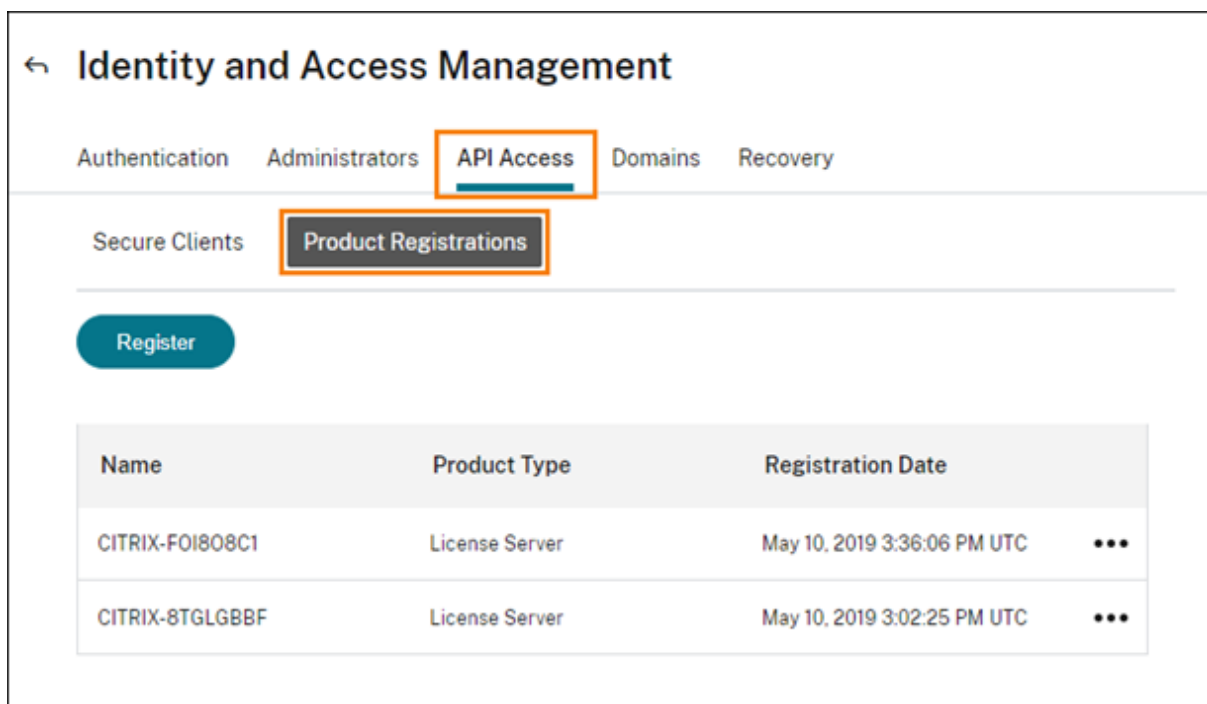 Identity and Access Management
Authentication Administrators API Access Domains Recovery
Secure Clients Product Registrations
Register
Name Product Type Registration Date
CITRIX-FOI8O8C1 License Server May 10, 2019 3:36:06 PM UTC
CITRIX-8TGLGBBF License Server May 10, 2019 3:02:25 PM UTC